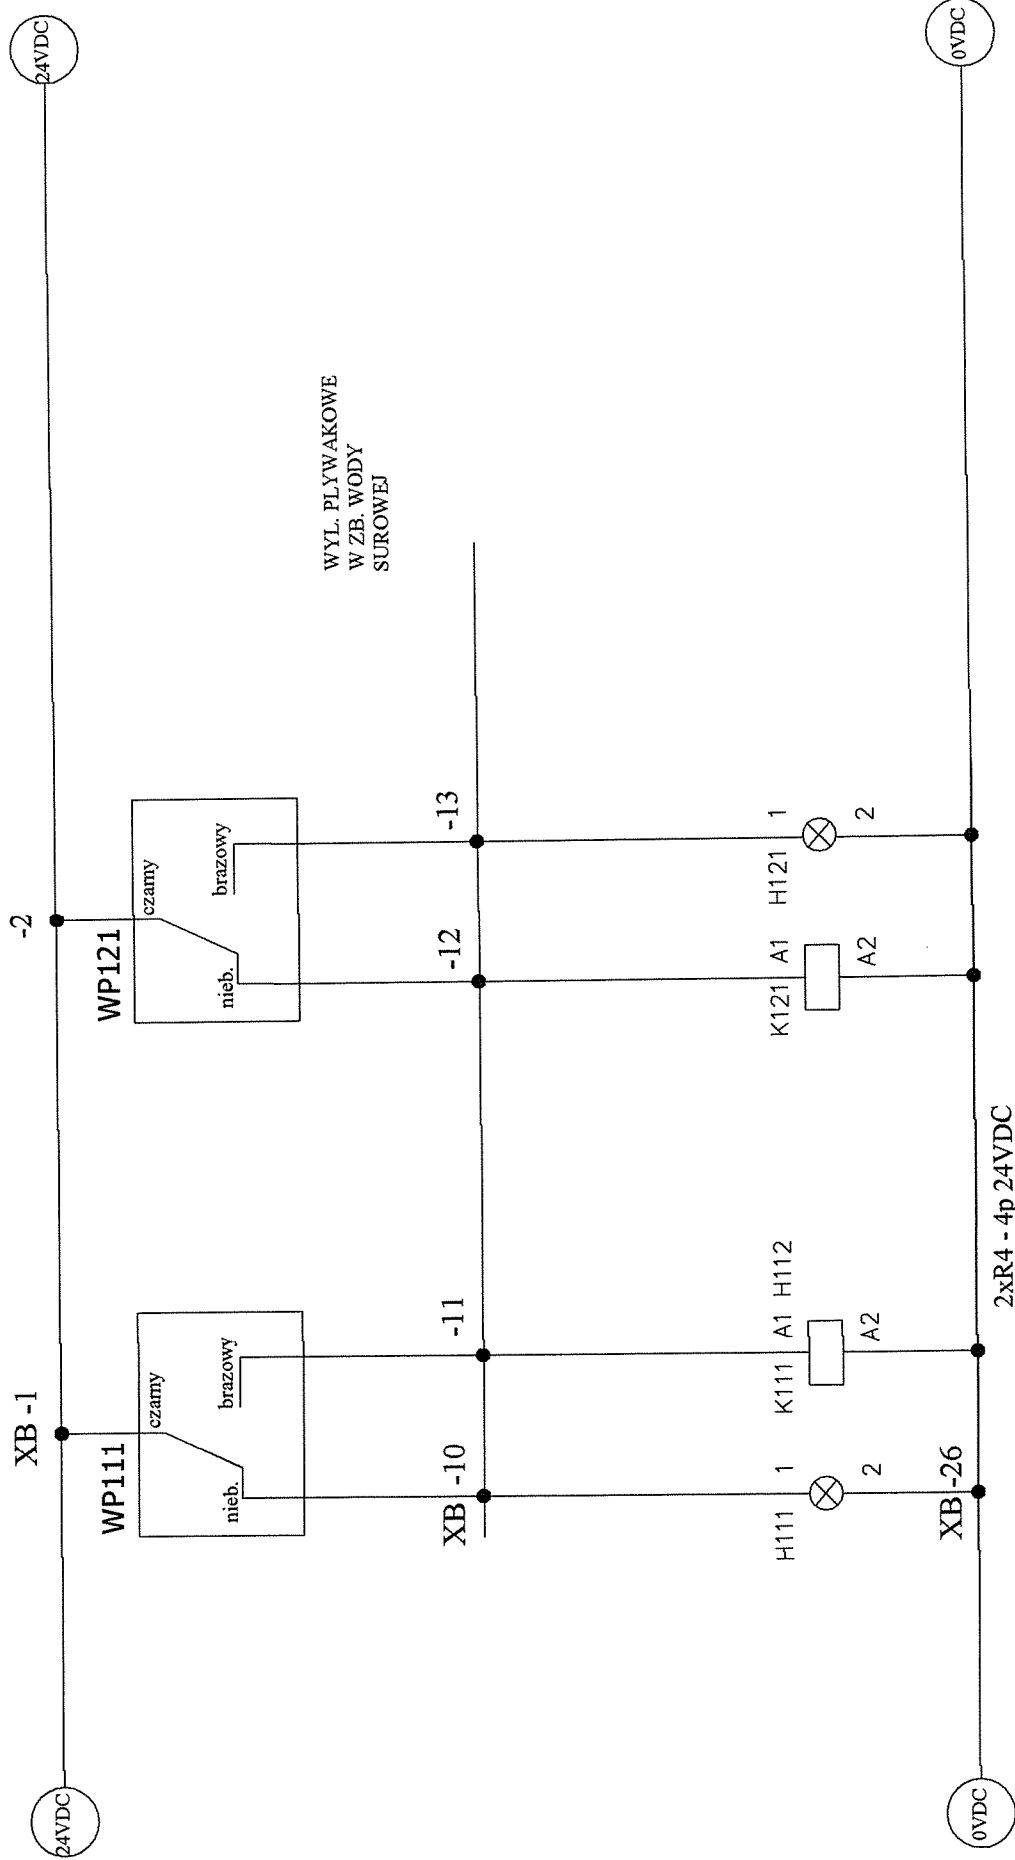 24VDC
XB -1
-2
24VDC
WP111
czarny
nieb.
brazowy
WP121
czarny
nieb.
brazowy
WYL. PLYWAKOWE
W ZB. WODY
SUROWEJ
XB -10
-11
-12
-13
H111 1
2
K111 A1 H112
A2
K121 A1
A2
H121 1
2
0VDC
XB -26
0VDC
2xR4 - 4p 24VDC